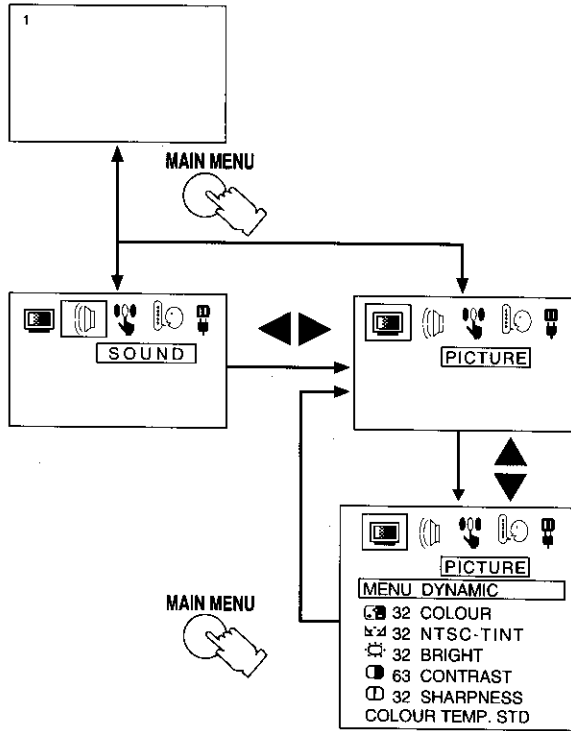 1
MAIN MENU
SOUND
PICTURE
PICTURE
MENU DYNAMIC
32 COLOUR
32 NTSC-TINT
32 BRIGHT
63 CONTRAST
32 SHARPNESS
COLOUR TEMP. STD
MAIN MENU